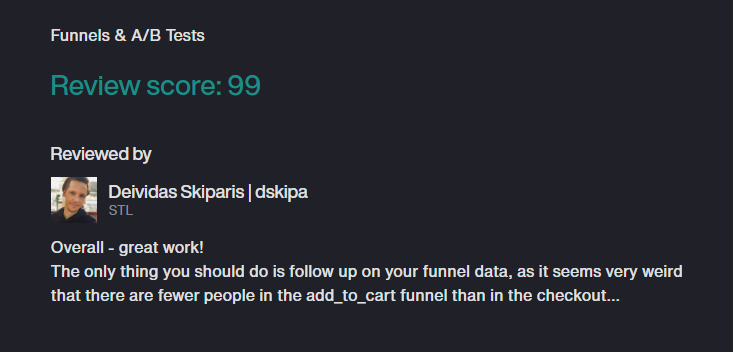 Funnels & A/B Tests
Review score: 99
Reviewed by
Deividas Skiparis | dskipa
STL
Overall - great work!
The only thing you should do is follow up on your funnel data, as it seems very weird
that there are fewer people in the add_to_cart funnel than in the checkout...